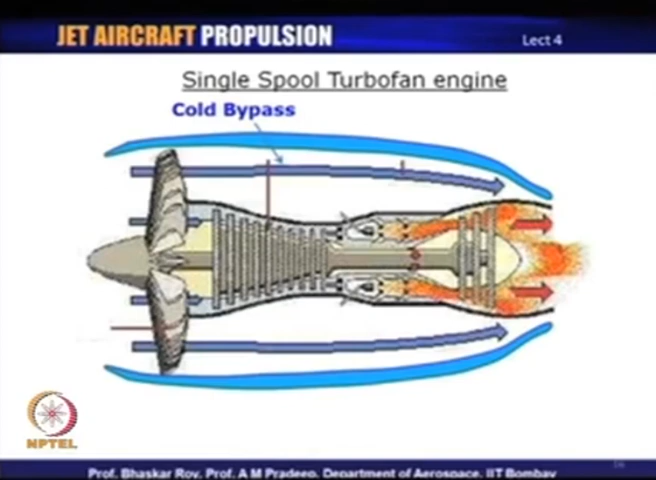 JET AIRCRAFT PROPULSION
Lect 4
Single Spool Turbofan engine
Cold Bypass
NPTEL
Prof. Bhaskar Roy, Prof. A M Pradeep, Department of Aerospace, IIT Bombay